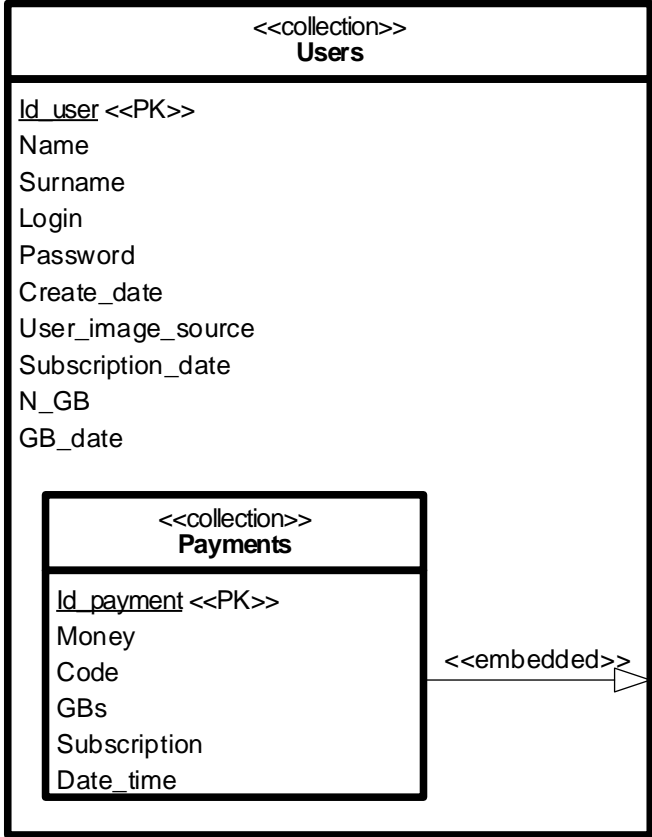 <<collection>>
Users
Id_user <<PK>>
Name
Surname
Login
Password
Create_date
User_image_source
Subscription_date
N_GB
GB_date
<<collection>>
Payments
Id_payment <<PK>>
Money
Code
GBs
Subscription
Date_time
<<embedded>>